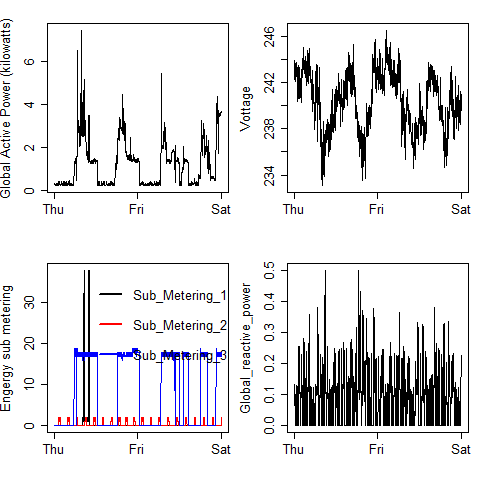 Global Active Power (kilowatts)
6
4
2
0
Thu
Fri
Sat
Vottage
246
242
238
234
Thu
Fri
Sat
Engergy sub metering
30
20
10
0
Sub_Metering_1
Sub_Metering_2
Sub_Metering_3
Thu
Fri
Sat
Global_reactive_power
0.5
0.4
0.3
0.2
0.1
0.0
Thu
Fri
Sat